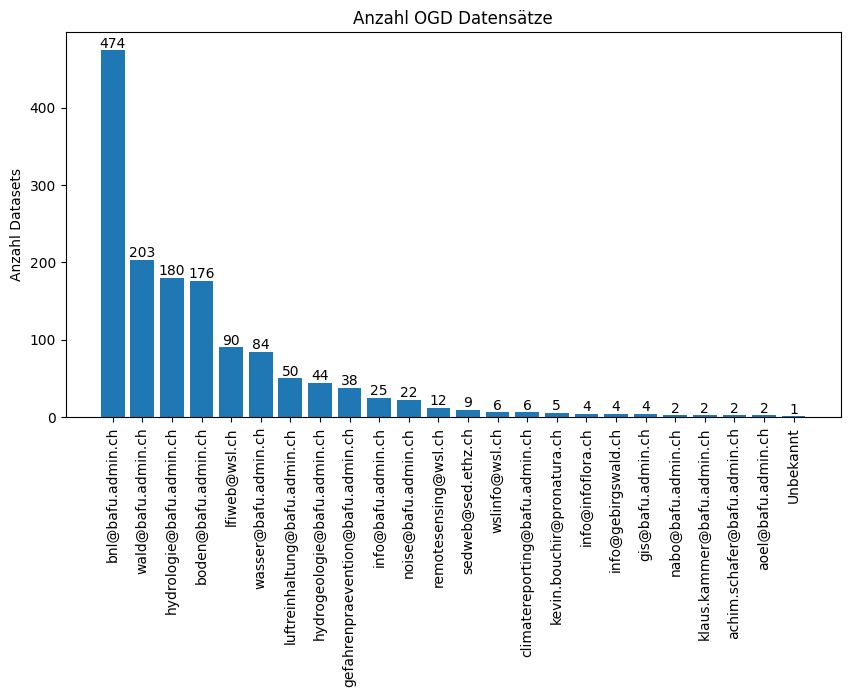 Anzahl OGD Datensätze
Anzahl Datasets
400
300
200
100
0
474
203
180
176
90
84
50
44
38
25
22
12
9
6
6
5
4
4
4
2
2
2
2
1
bnl@bafu.admin.ch
wald@bafu.admin.ch
hydrologie@bafu.admin.ch
boden@bafu.admin.ch
lfiweb@wsl.ch
wasser@bafu.admin.ch
luftreinhaltung@bafu.admin.ch
hydrogeologie@bafu.admin.ch
gefahrenpraevention@bafu.admin.ch
info@bafu.admin.ch
noise@bafu.admin.ch
remotesensing@wsl.ch
sedweb@sed.ethz.ch
wslinfo@wsl.ch
climatereporting@bafu.admin.ch
kevin.bouchir@pronatura.ch
info@infoflora.ch
info@gebirgswald.ch
gis@bafu.admin.ch
nabo@bafu.admin.ch
klaus.kammer@bafu.admin.ch
achim.schafer@bafu.admin.ch
aoel@bafu.admin.ch
Unbekannt